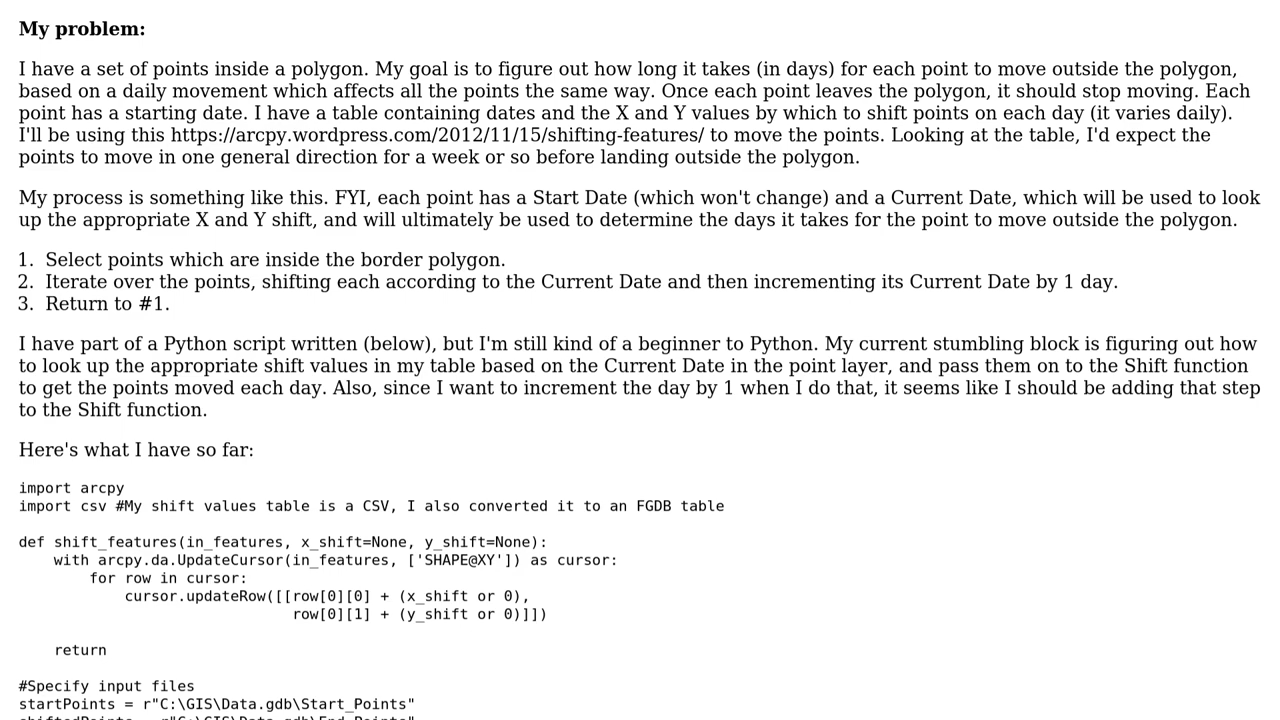 My problem:
I have a set of points inside a polygon. My goal is to figure out how long it takes (in days) for each point to move outside the polygon,
based on a daily movement which affects all the points the same way. Once each point leaves the polygon, it should stop moving. Each
point has a starting date. I have a table containing dates and the X and Y values by which to shift points on each day (it varies daily).
I'll be using this https://arcpy.wordpress.com/2012/11/15/shifting-features/ to move the points. Looking at the table, I'd expect the
points to move in one general direction for a week or so before landing outside the polygon.
My process is something like this. FYI, each point has a Start Date (which won't change) and a Current Date, which will be used to look
up the appropriate X and Y shift, and will ultimately be used to determine the days it takes for the point to move outside the polygon.
1. Select points which are inside the border polygon.
2. Iterate over the points, shifting each according to the Current Date and then incrementing its Current Date by 1 day.
3. Return to #1.
I have part of a Python script written (below), but I'm still kind of a beginner to Python. My current stumbling block is figuring out how
to look up the appropriate shift values in my table based on the Current Date in the point layer, and pass them on to the Shift function
to get the points moved each day. Also, since I want to increment the day by 1 when I do that, it seems like I should be adding that step
to the Shift function.
Here's what I have so far:
import arcpy
import csv #My shift values table is a CSV, I also converted it to an FGDB table
def shift_features(in_features, x_shift=None, y_shift=None):
    with arcpy.da.UpdateCursor(in_features, ['SHAPE@XY']) as cursor:
        for row in cursor:
            cursor.updateRow([[row[0][0] + (x_shift or 0),
                               row[0][1] + (y_shift or 0)]])
    return
#Specify input files
startPoints = r"C:\GIS\Data.gdb\Start_Points"
shiftedPoints = r"C:\GIS\Data.gdb\End_Points"